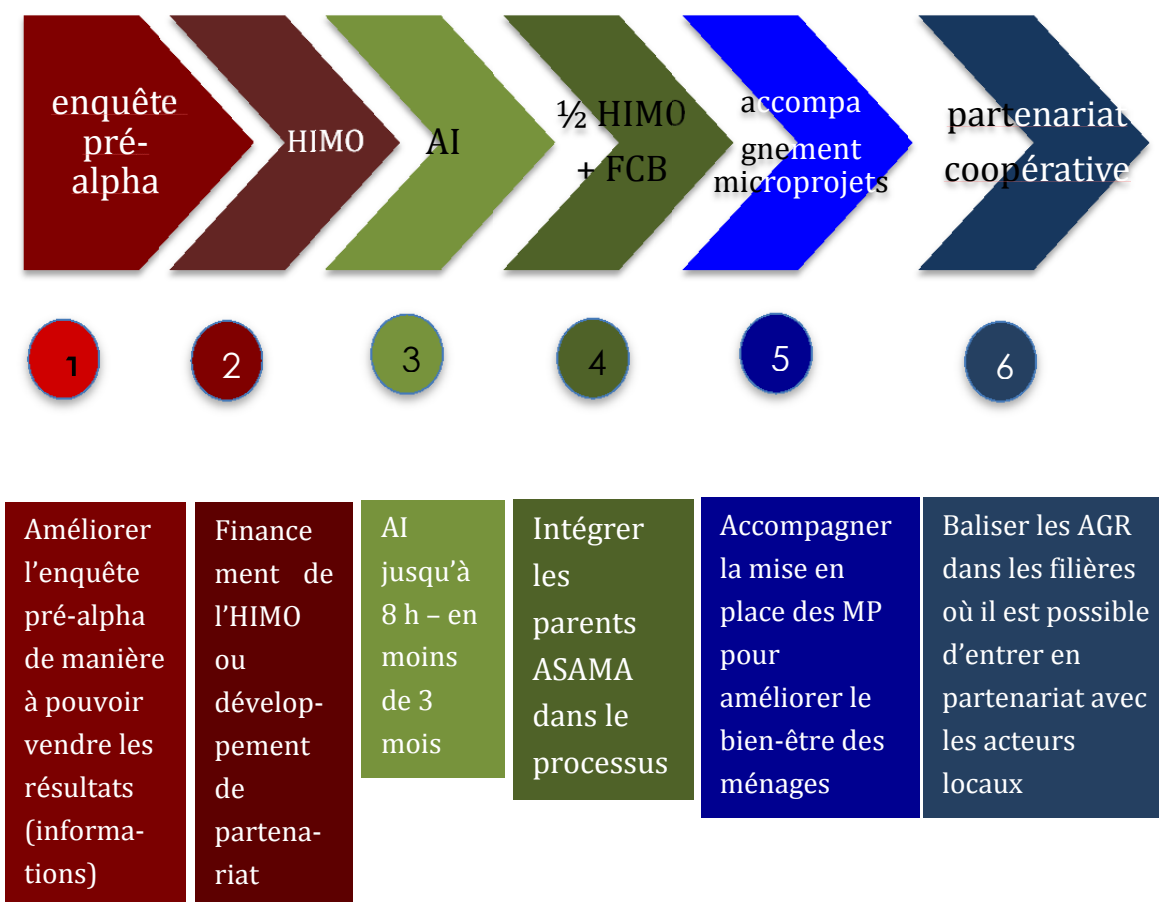 enquête
pré-
alpha
HIMO
AI
½ HIMO
+ FCB
accompa
gnement
microprojets
partenariat
coopérative
1
2
3
4
5
6
Améliorer
l’enquête
pré-alpha
de manière
à pouvoir
vendre les
résultats
(informa-
tions)
Finance
ment de
l’HIMO
ou
dévelop-
pement
de
partena-
riat
AI
jusqu’à
8 h – en
moins
de 3
mois
Intégrer
les
parents
ASAMA
dans le
processus
Accompagner
la mise en
place des MP
pour
améliorer le
bien-être des
ménages
Baliser les AGR
dans les filières
où il est possible
d’entrer en
partenariat avec
les acteurs
locaux